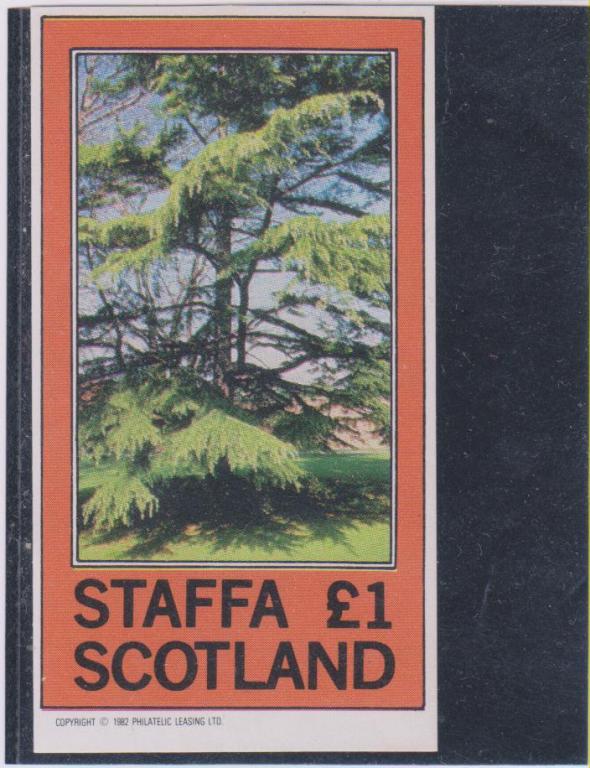 STAFFA £1
SCOTLAND
COPYRIGHT © 1982 PHILATELIC LEASING LTD.